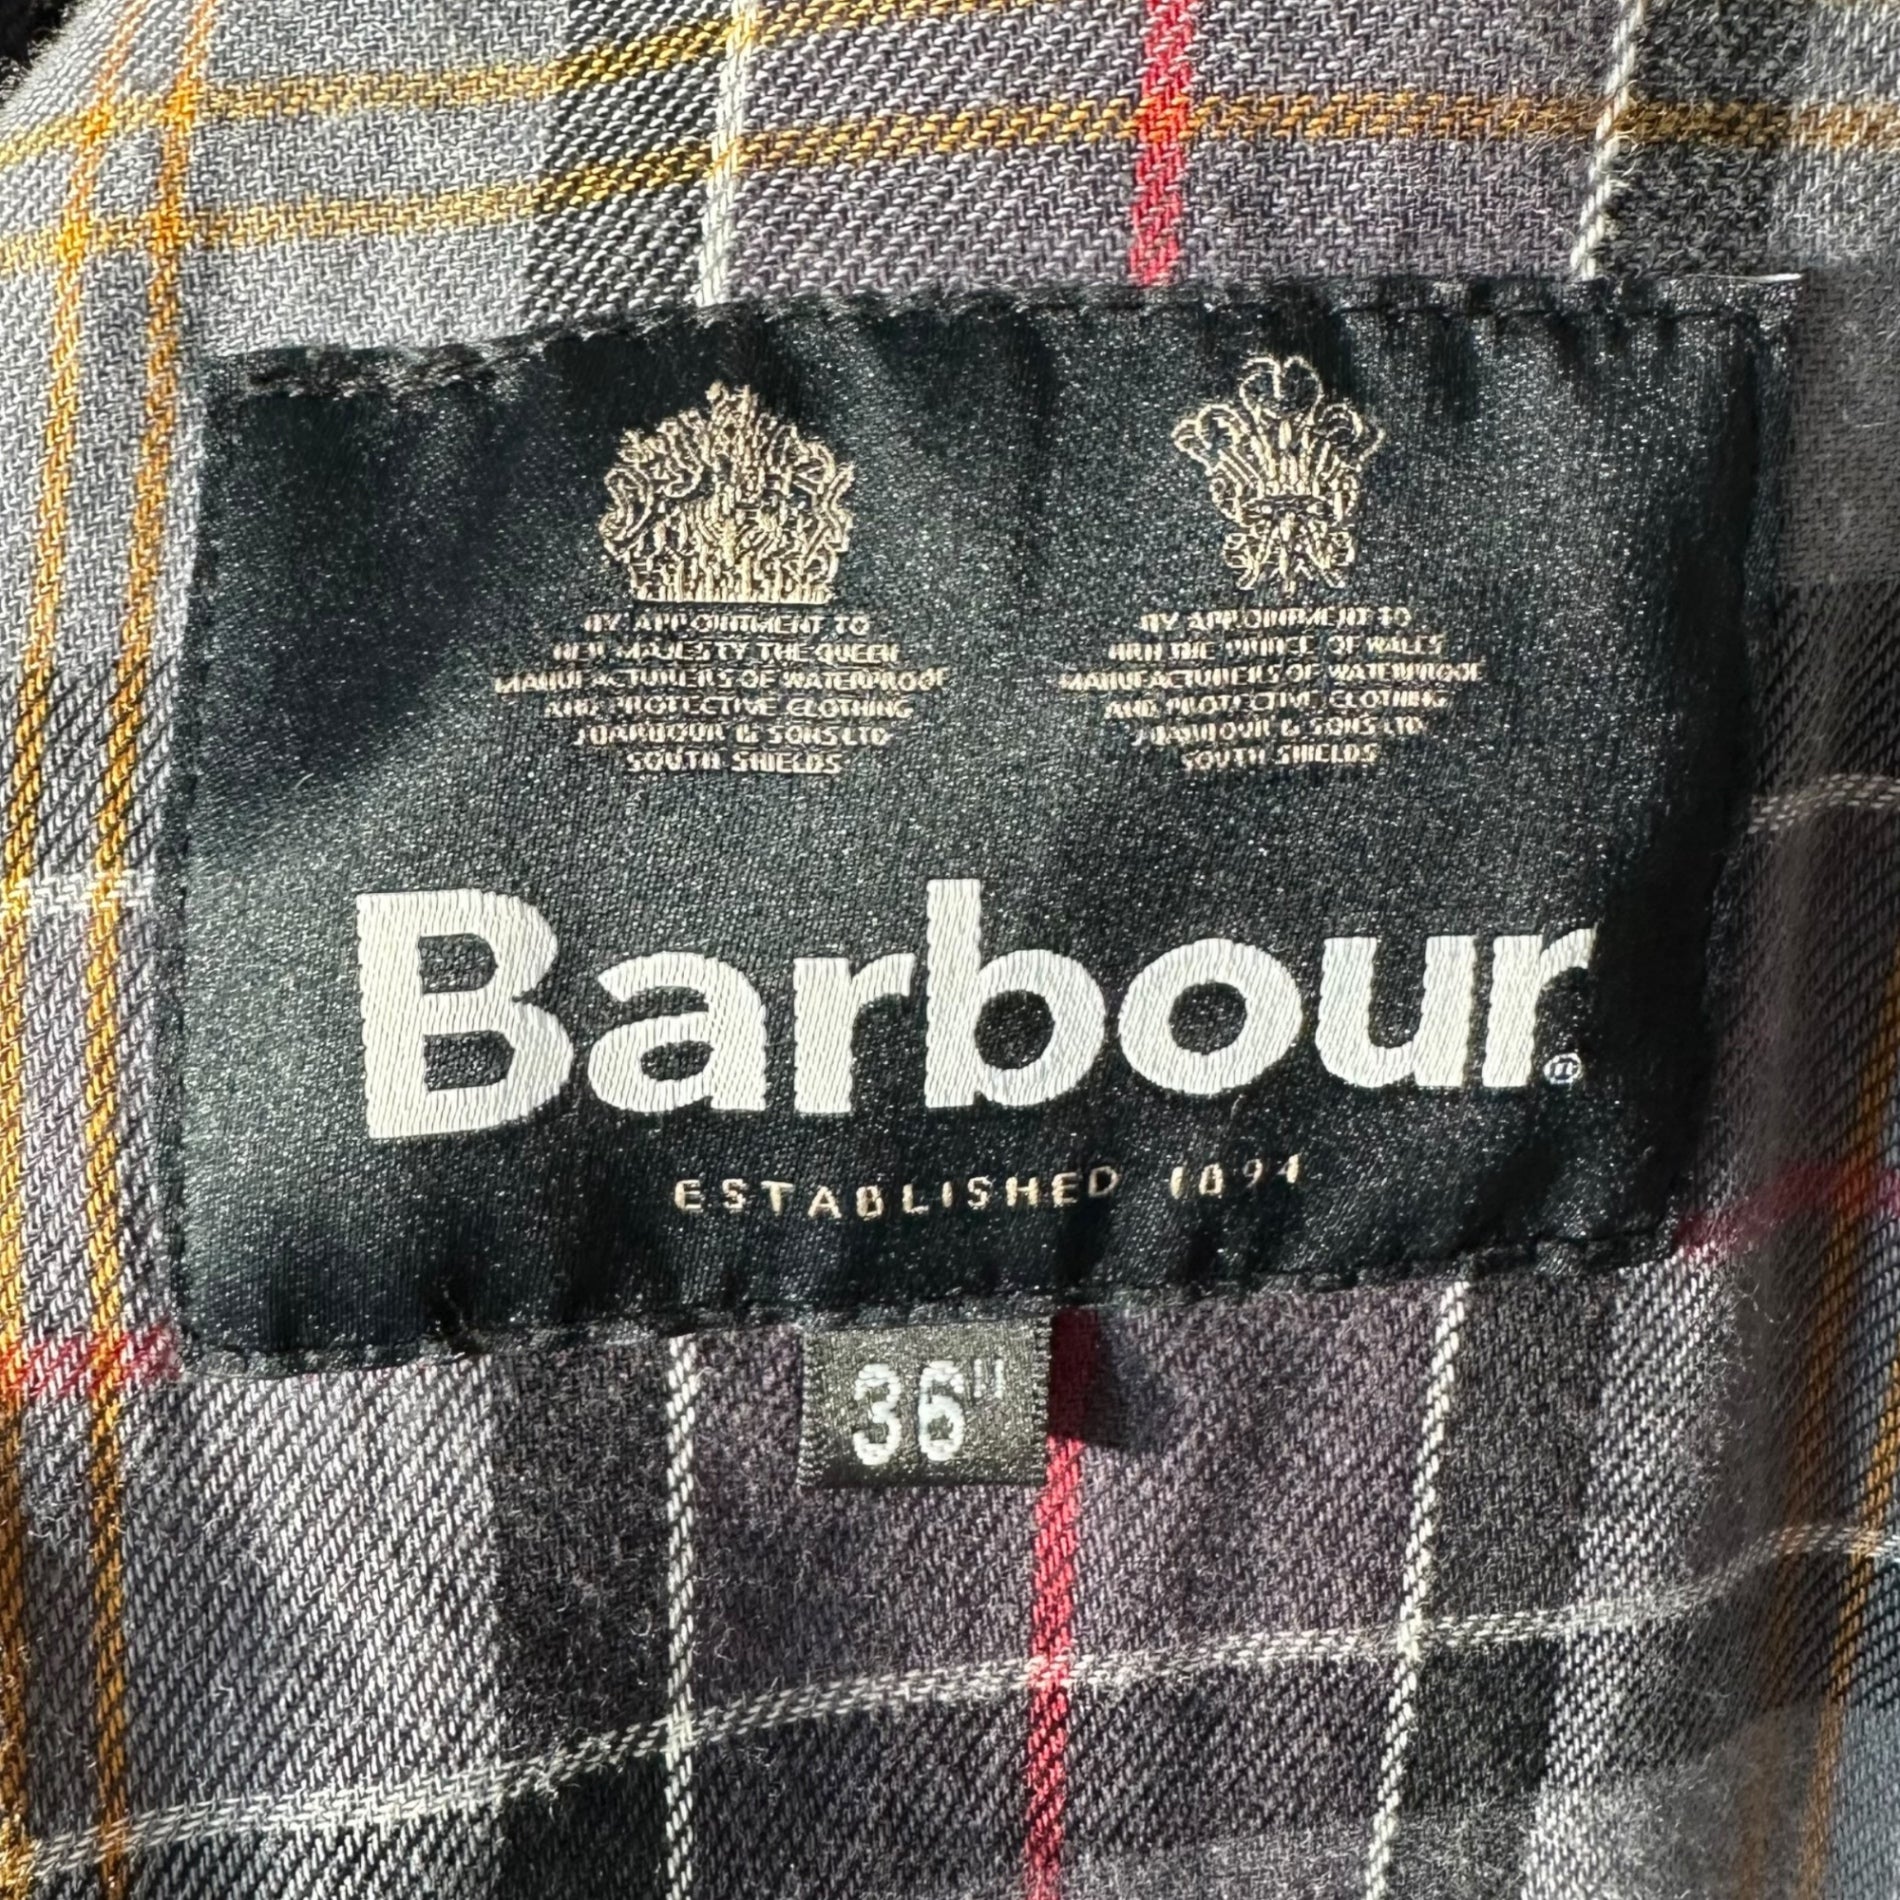 BY APPOINTMENT TO
HER MAJESTY THE QUEEN
MANUFACTURERS OF WATERPROOF
AND PROTECTIVE CLOTHING
J BARBOUR & SONS LTD
SOUTH SHIELDS
BY APPOINTMENT TO
HRH THE PRINCE OF WALES
MANUFACTURERS OF WATERPROOF
AND PROTECTIVE CLOTHING
J BARBOUR & SONS LTD
SOUTH SHIELDS
Barbour®
ESTABLISHED 1894
36"